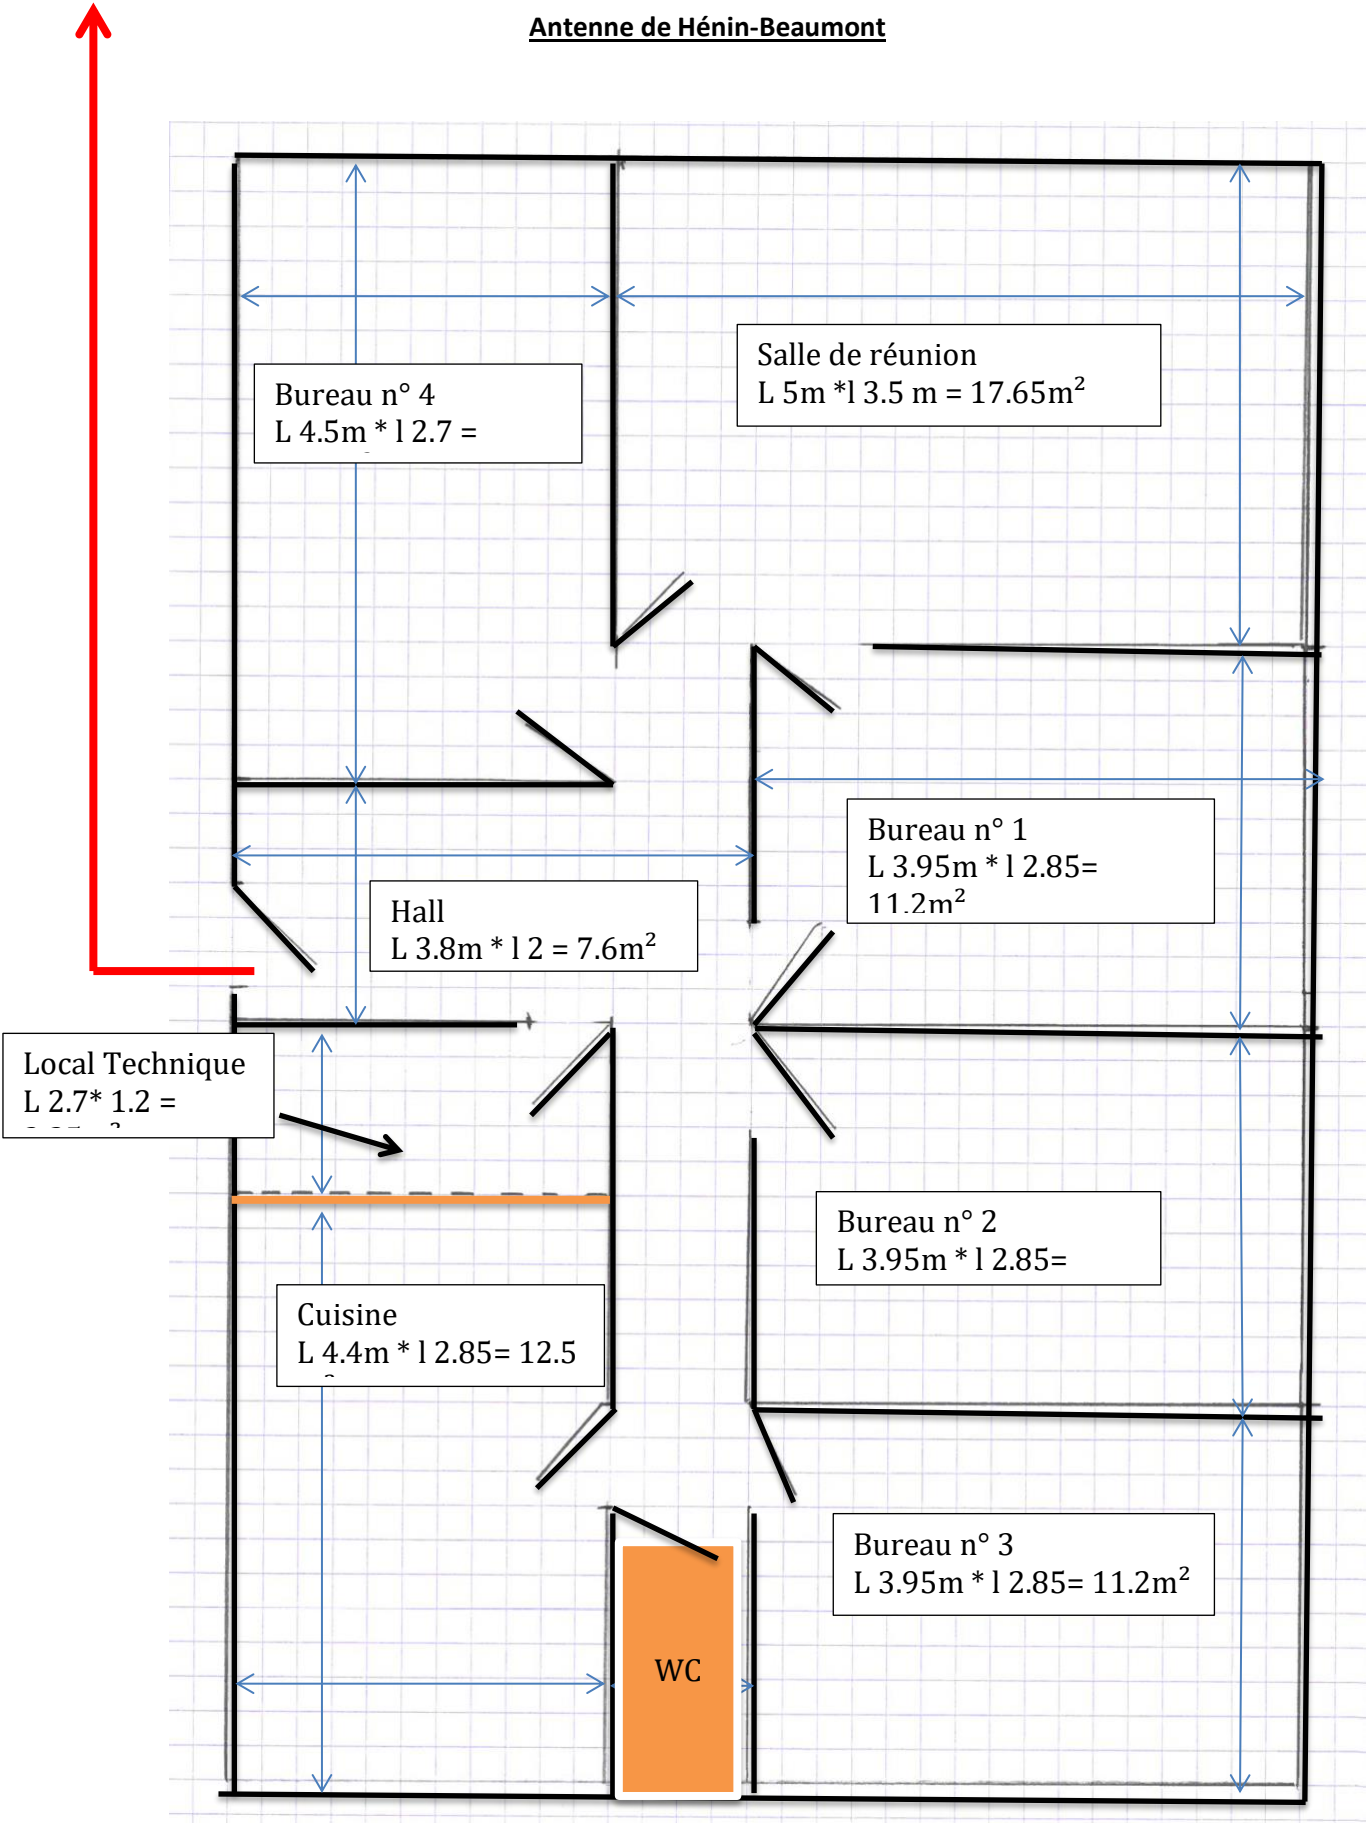 Antenne de Hénin-Beaumont
Salle de réunion
L 5m *l 3.5 m = 17.65m²
Bureau n° 4
L 4.5m * l 2.7 =
Bureau n° 1
L 3.95m * l 2.85=
11.2m²
Hall
L 3.8m * l 2 = 7.6m²
Local Technique
L 2.7* 1.2 =
Bureau n° 2
L 3.95m * l 2.85=
Cuisine
L 4.4m * l 2.85= 12.5
Bureau n° 3
L 3.95m * l 2.85= 11.2m²
WC